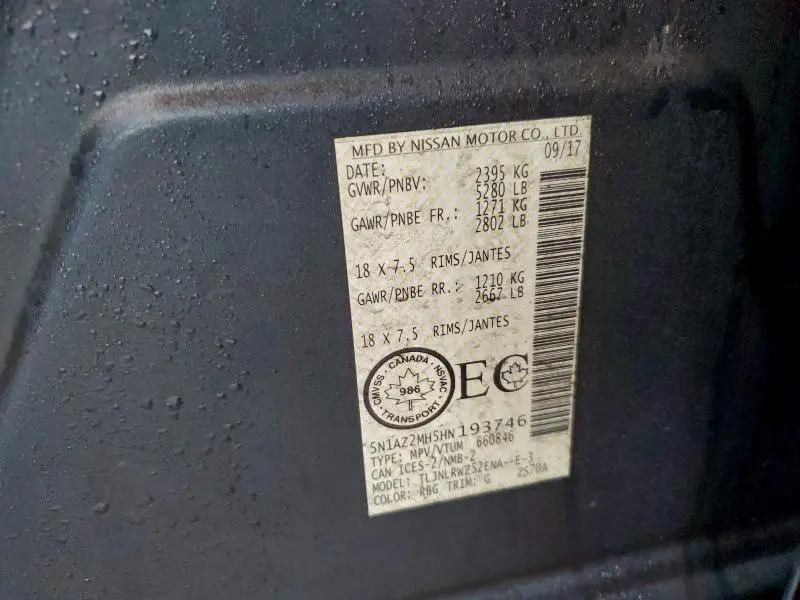 MFD BY NISSAN MOTOR CO., LTD.
DATE: 09/17
GVWR/PNBV: 2395 KG
5280 LB
GAWR/PNBE FR.: 1271 KG
2802 LB
18 X 7.5 RIMS/JANTES
GAWR/PNBE RR.: 1210 KG
2667 LB
18 X 7.5 RIMS/JANTES
CANADA
CMVSS NSVAC
986
TRANSPORT
EC
5N1AZ2MH5HN193746
TYPE: MPV/VTUM 660846
CAN ICES-2/NMB-2
MODEL: TLJNLRWZS2ENA--E-3
COLOR: RBG TRIM: G ZS70A